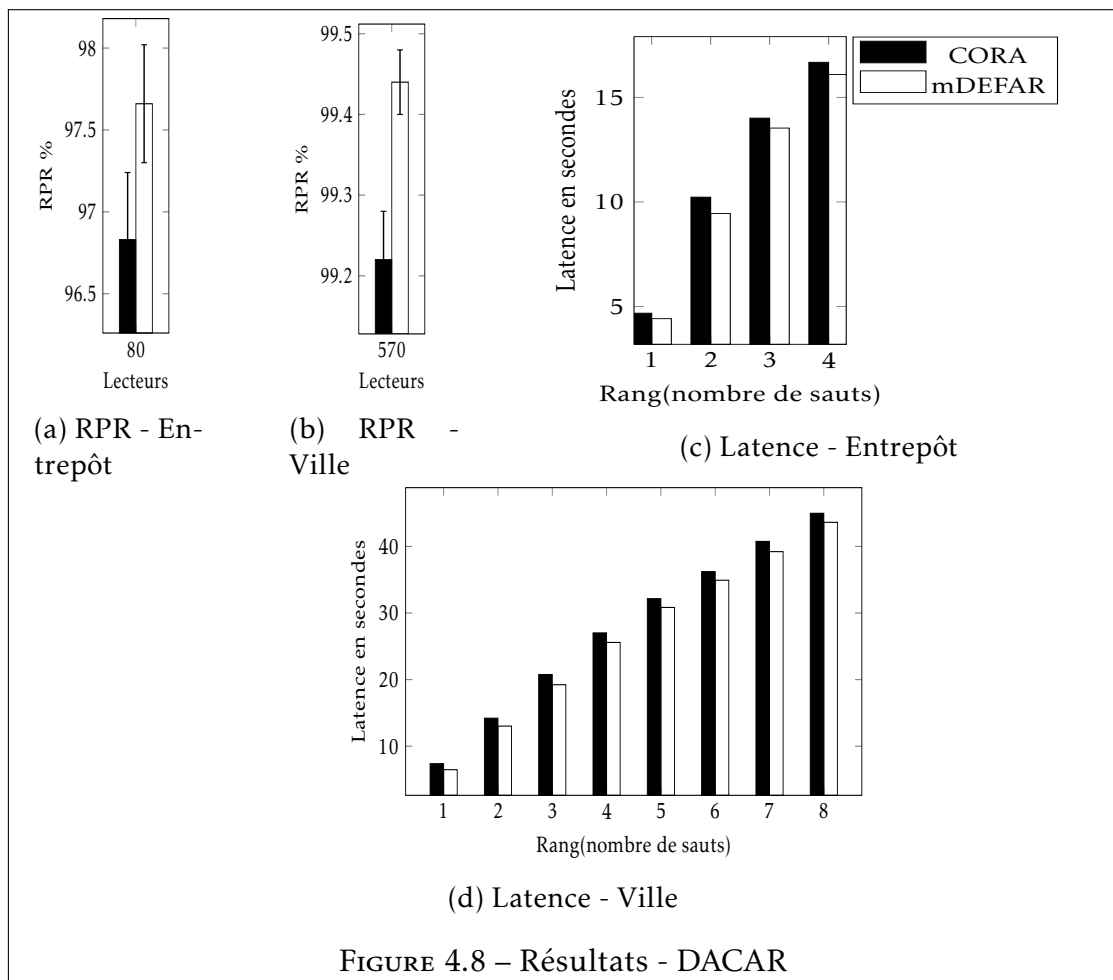 98
97.5
97
96.5
RPR %
80
Lecteurs
(a) RPR - En-
trepôt
99.5
99.4
99.3
99.2
RPR %
570
Lecteurs
(b) RPR -
Ville
15
10
5
Latence en secondes
1 2 3 4
Rang(nombre de sauts)
CORA
mDEFAR
(c) Latence - Entrepôt
40
30
20
10
Latence en secondes
1 2 3 4 5 6 7 8
Rang(nombre de sauts)
(d) Latence - Ville
FIGURE 4.8 – Résultats - DACAR